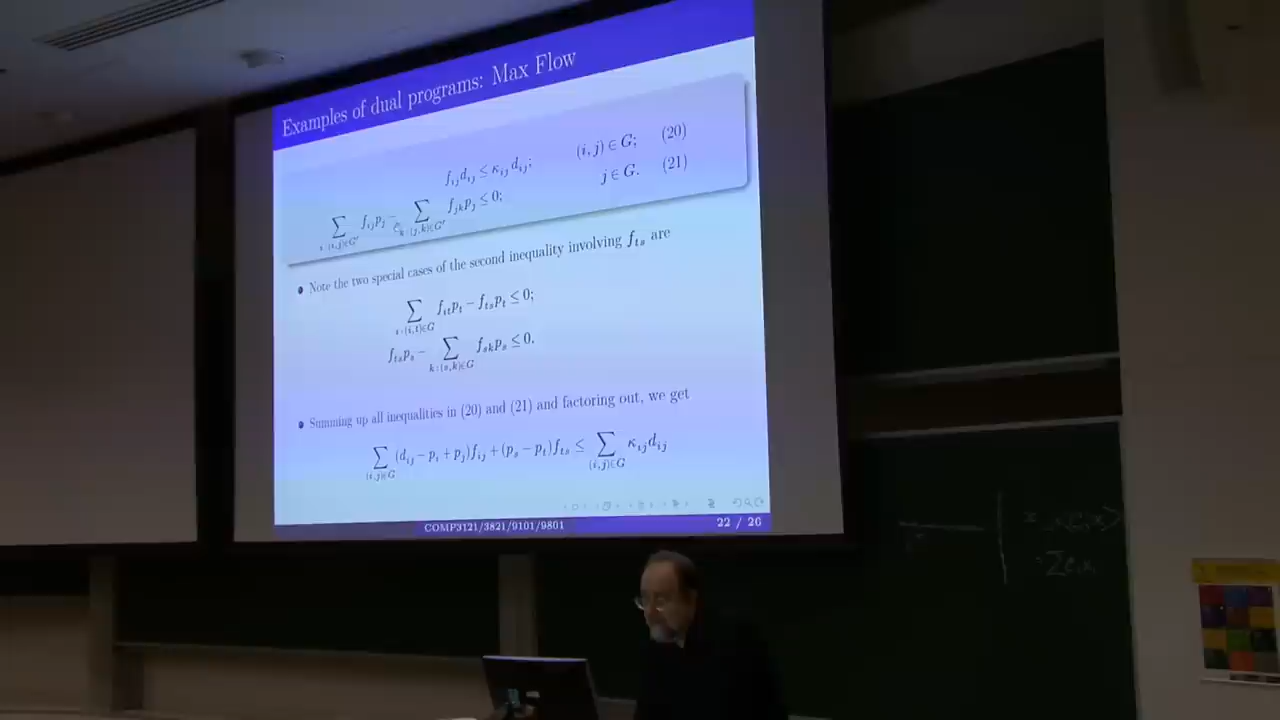 Examples of dual programs: Max Flow
f_{ij}d_{ij} ≤ κ_{ij}d_{ij}; (i, j) ∈ G; (20)
∑_{i:(i,j)∈G'} f_{ij}p_j − ∑_{k:(j,k)∈G'} f_{jk}p_j ≤ 0; j ∈ G. (21)
Note the two special cases of the second inequality involving f_{ts} are
∑_{i:(i,t)∈G} f_{it}p_t − f_{ts}p_t ≤ 0;
f_{ts}p_s − ∑_{k:(s,k)∈G} f_{sk}p_s ≤ 0.
Summing up all inequalities in (20) and (21) and factoring out, we get
∑_{(i,j)∈G} (d_{ij} − p_i + p_j)f_{ij} + (p_s − p_t)f_{ts} ≤ ∑_{(i,j)∈G} κ_{ij}d_{ij}
COMP3121/3821/9101/9801 22 / 26